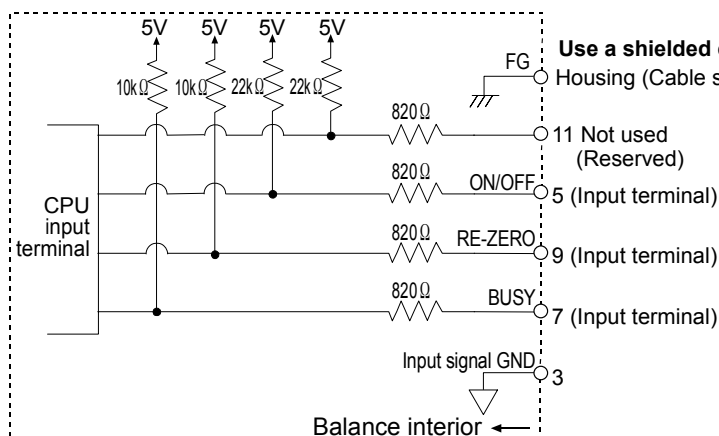 5V 5V 5V 5V
10kΩ 10kΩ 22kΩ 22kΩ
Use a shielded
FG
Housing (Cable
820Ω
11 Not used
(Reserved)
820Ω
ON/OFF
5 (Input terminal)
CPU
input
terminal
820Ω
RE-ZERO
9 (Input terminal)
820Ω
BUSY
7 (Input terminal)
Input signal GND
3
Balance interior